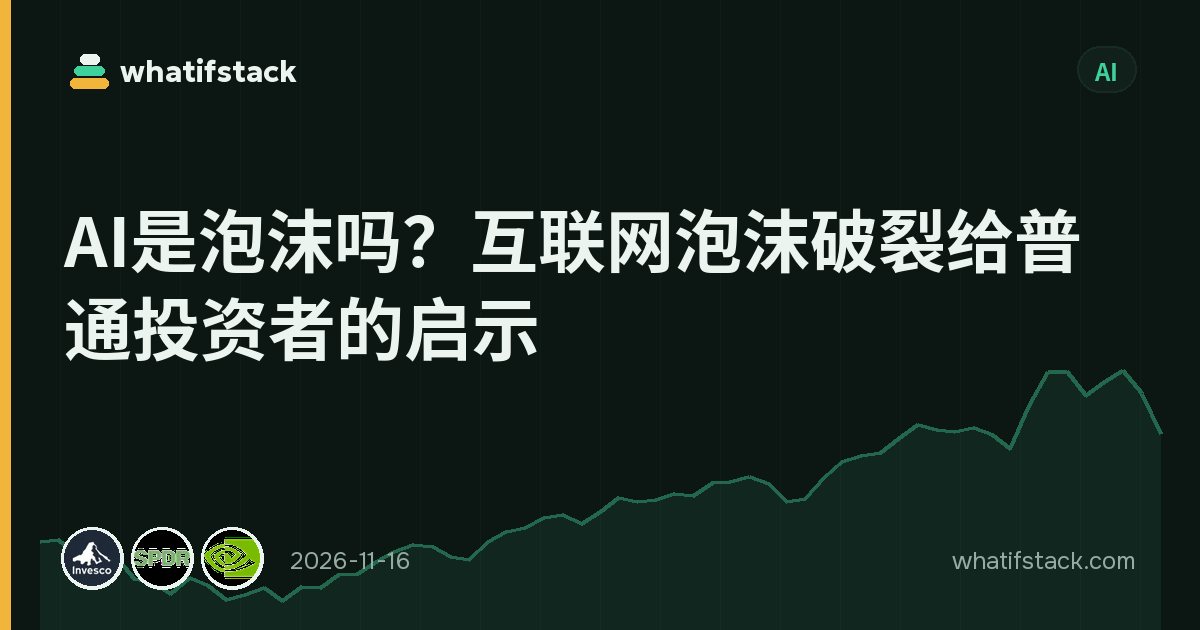 whatifstack
AI
AI是泡沫吗？互联网泡沫破裂给普
通投资者的启示
Invesco
SPDR
2026-11-16
whatifstack.com